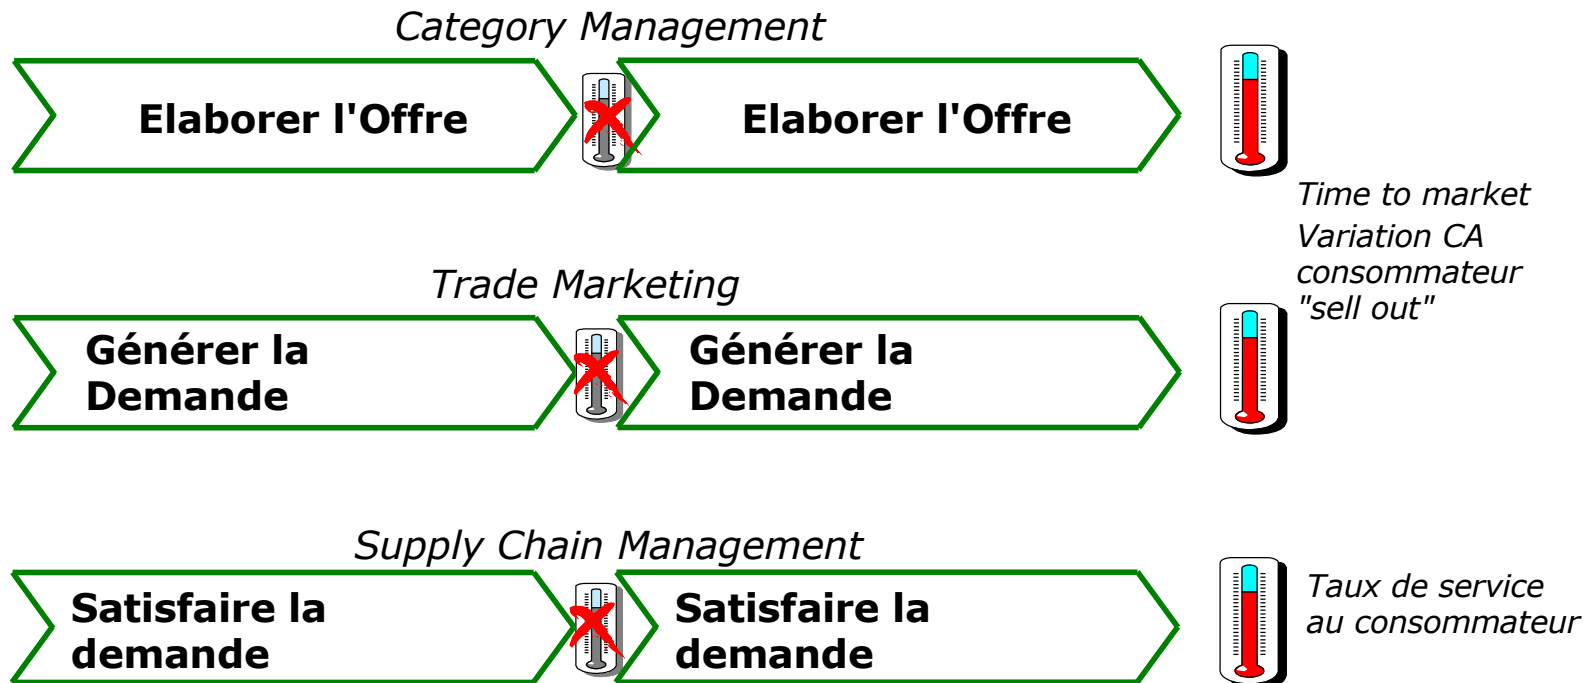 Category Management
Elaborer l'Offre
Elaborer l'Offre
Time to market
Variation CA
consommateur
"sell out"
Trade Marketing
Générer la
Demande
Générer la
Demande
Supply Chain Management
Satisfaire la
demande
Satisfaire la
demande
Taux de service
au consommateur